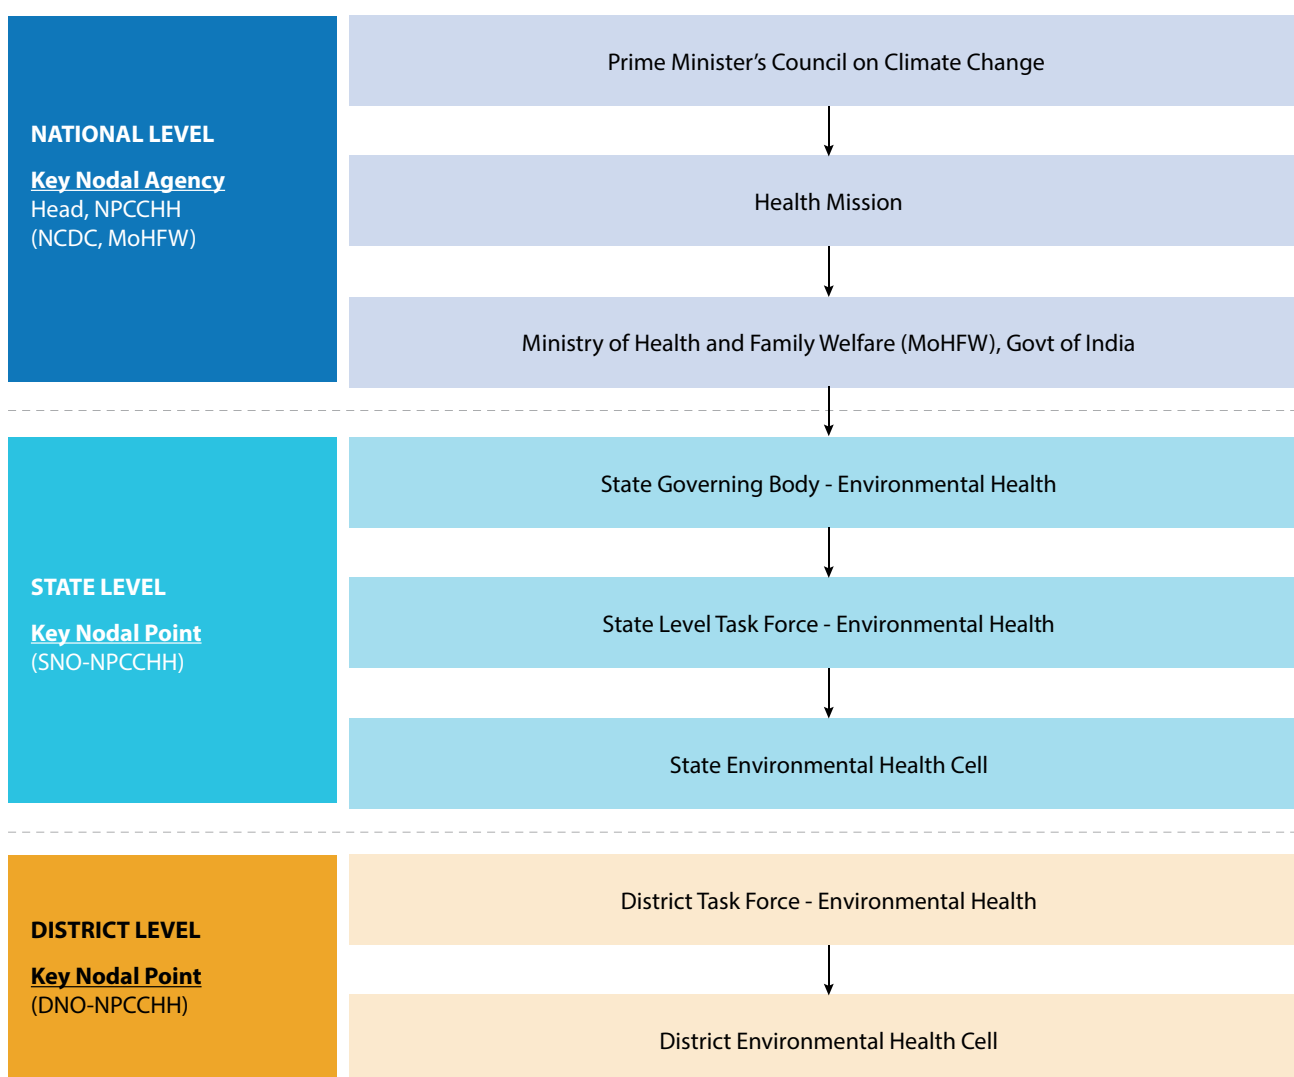 NATIONAL LEVEL
Key Nodal Agency
Head, NPCCHH
(NCDC, MoHFW)
Prime Minister’s Council on Climate Change
Health Mission
Ministry of Health and Family Welfare (MoHFW), Govt of India
STATE LEVEL
Key Nodal Point
(SNO-NPCCHH)
State Governing Body - Environmental Health
State Level Task Force - Environmental Health
State Environmental Health Cell
DISTRICT LEVEL
Key Nodal Point
(DNO-NPCCHH)
District Task Force - Environmental Health
District Environmental Health Cell